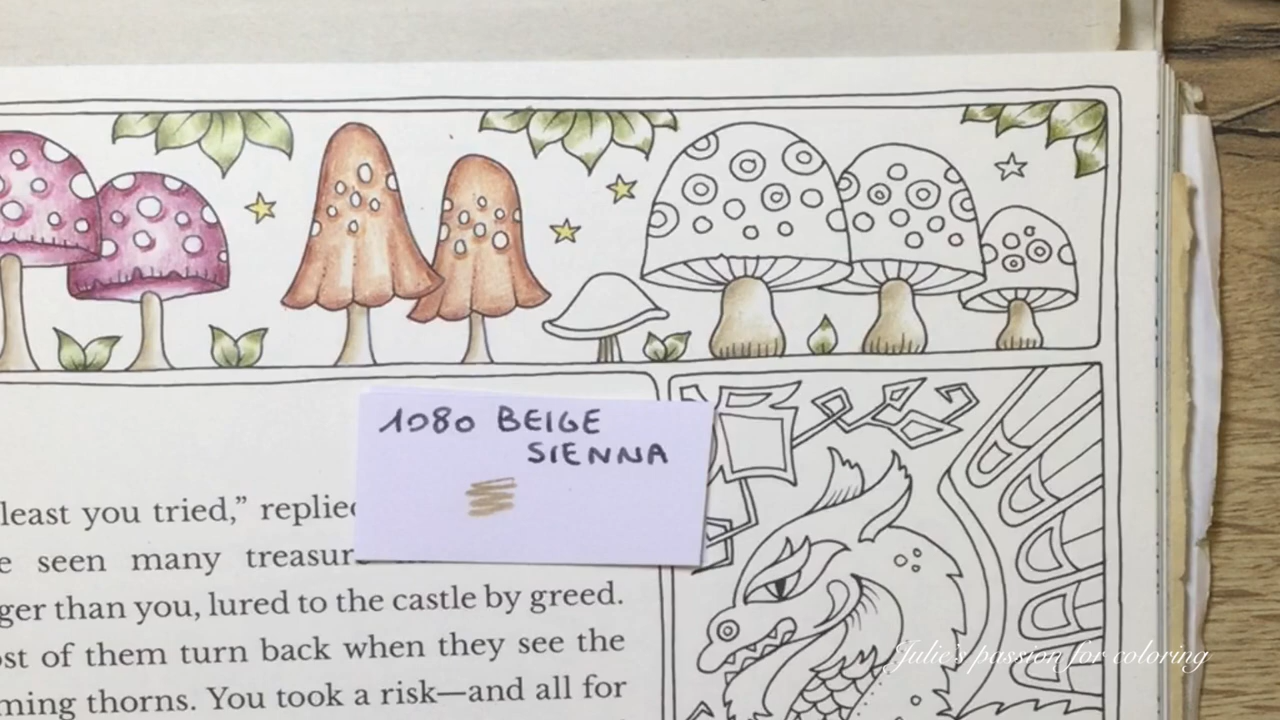 1080 BEIGE
SIENNA
least you tried,” replied
e seen many treasur
ger than you, lured to the castle by greed.
ost of them turn back when they see the
ming thorns. You took a risk—and all for
Julie's passion for coloring